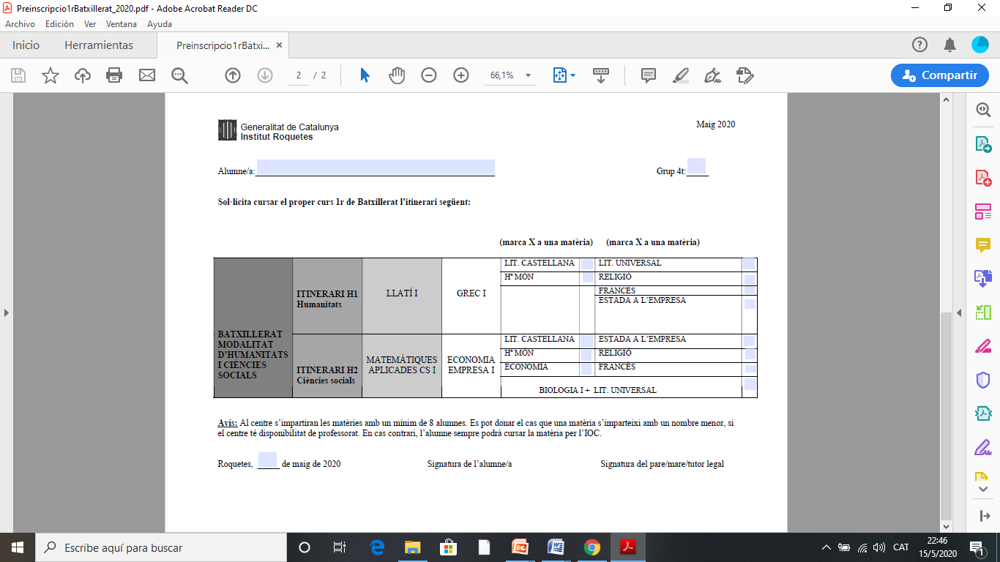 Preinscripcio1rBatxillerat_2020.pdf - Adobe Acrobat Reader DC
Archivo Edición Ver Ventana Ayuda
Inicio Herramientas Preinscripcio1rBatxi... ×
2 / 2 66,1% Compartir
Generalitat de Catalunya
Institut Roquetes
Maig 2020
Alumne/a: Grup 4t:
Sol·licita cursar el proper curs 1r de Batxillerat l'itinerari següent:
(marca X a una matèria) (marca X a una matèria)
BATXILLERAT
MODALITAT
D'HUMANITATS
I CIÈNCIES
SOCIALS
ITINERARI H1
Humanitats
LLATÍ I
GREC I
LIT. CASTELLANA LIT. UNIVERSAL
Hª MÓN RELIGIÓ
FRANCÈS
ESTADA A L'EMPRESA
ITINERARI H2
Ciències socials
MATEMÀTIQUES
APLICADES CS I
ECONOMIA
EMPRESA I
LIT. CASTELLANA ESTADA A L'EMPRESA
Hª MÓN RELIGIÓ
ECONOMIA FRANCÈS
BIOLOGIA I + LIT. UNIVERSAL
Avís: Al centre s'impartiran les matèries amb un mínim de 8 alumnes. Es pot donar el cas que una matèria s'imparteixi amb un nombre menor, si
el centre té disponibilitat de professorat. En cas contrari, l'alumne sempre podrà cursar la matèria per l'IOC.
Roquetes, de maig de 2020 Signatura de l'alumne/a Signatura del pare/mare/tutor legal
Escribe aquí para buscar
CAT
22:46
15/5/2020
1